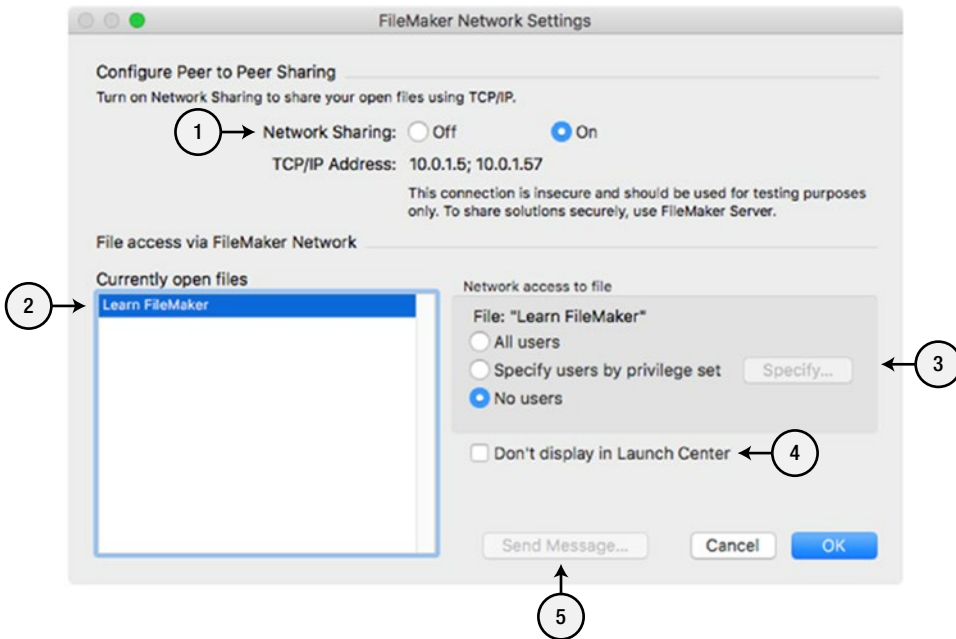 FileMaker Network Settings
Configure Peer to Peer Sharing
Turn on Network Sharing to share your open files using TCP/IP.
1 Network Sharing: Off On
TCP/IP Address: 10.0.1.5; 10.0.1.57
This connection is insecure and should be used for testing purposes
only. To share solutions securely, use FileMaker Server.
File access via FileMaker Network
Currently open files
2 Learn FileMaker
Network access to file
File: "Learn FileMaker"
All users
Specify users by privilege set Specify... 3
No users
Don't display in Launch Center 4
Send Message... Cancel OK
5